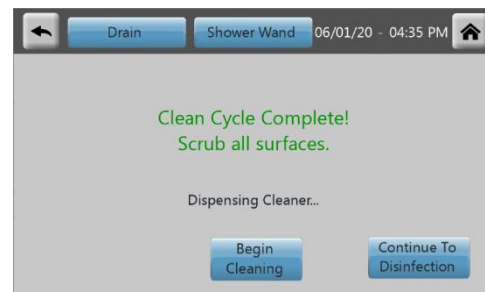 Drain Shower Wand 06/01/20 - 04:35 PM
Clean Cycle Complete!
Scrub all surfaces.
Dispensing Cleaner...
Begin
Cleaning
Continue To
Disinfection